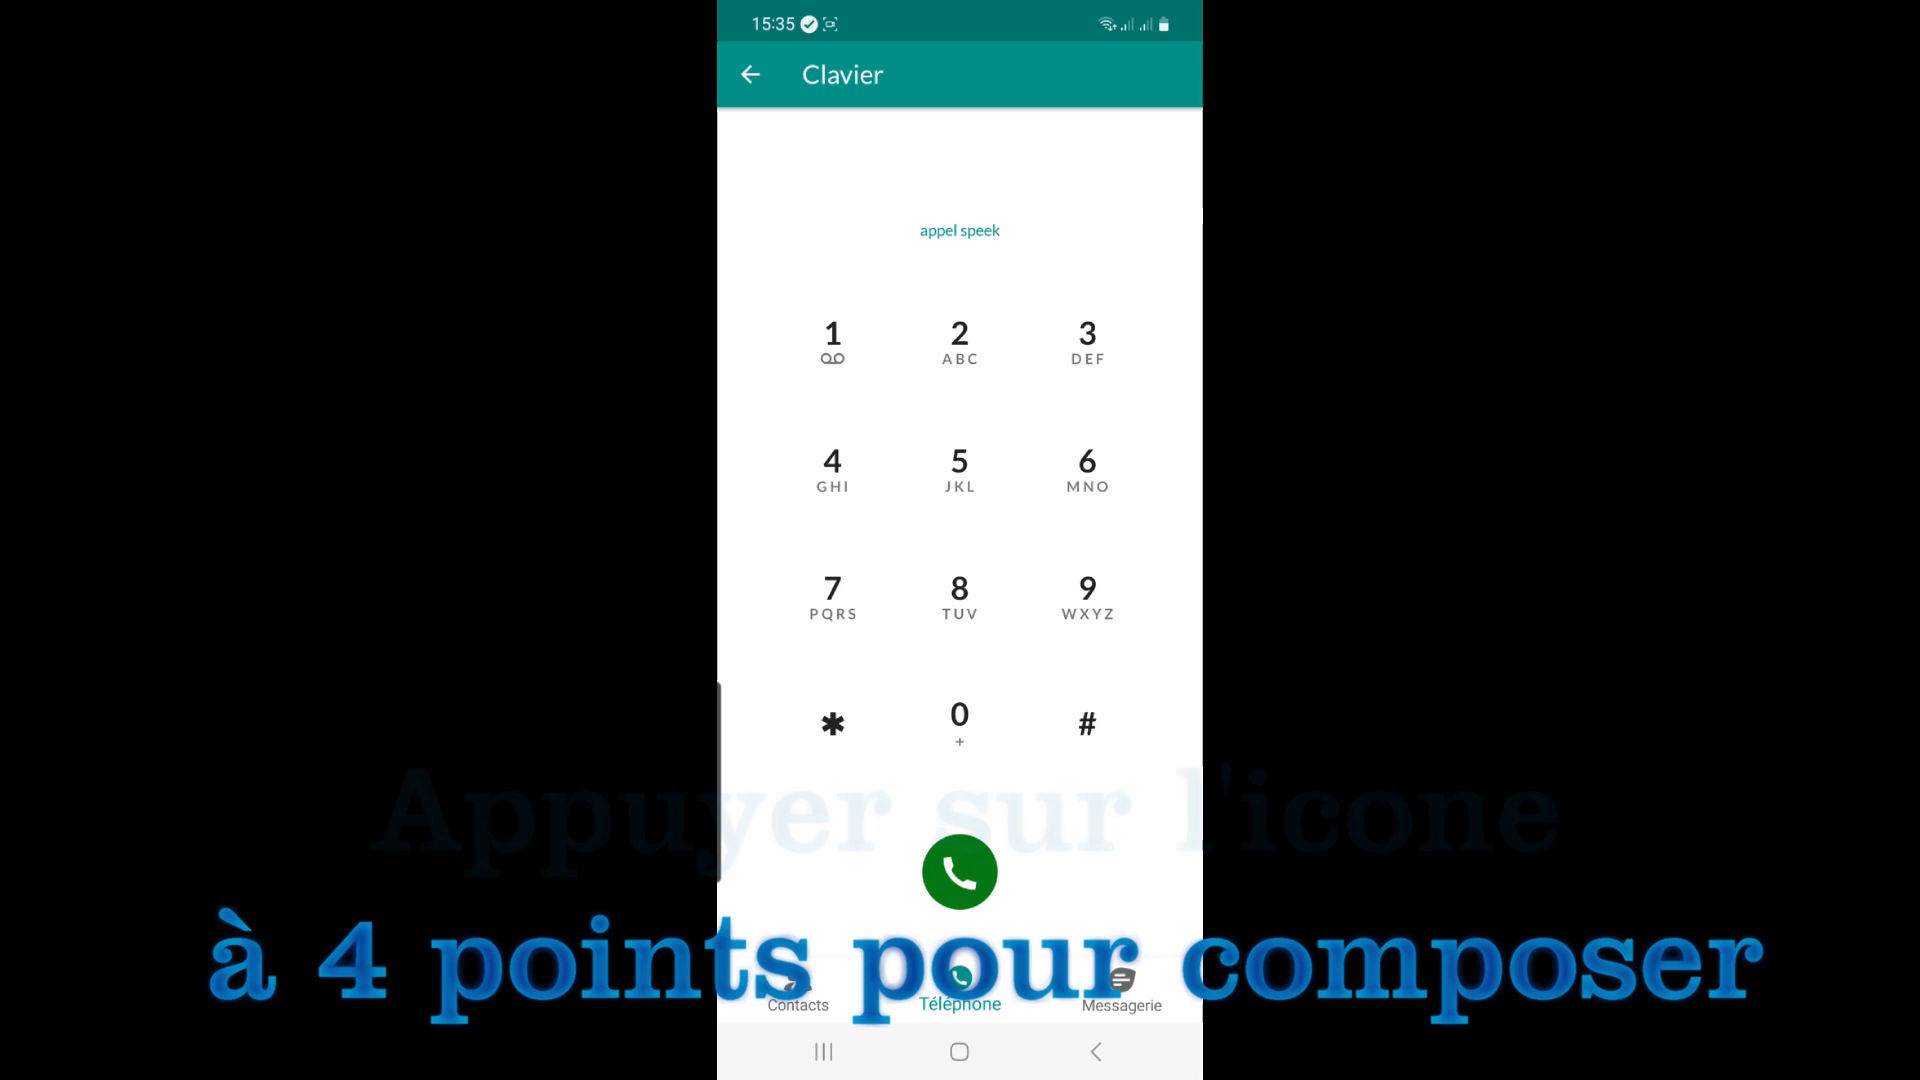 15:35
Clavier
appel speek
1 2 3
ABC DEF
4 5 6
GHI JKL MNO
7 8 9
PQRS TUV WXYZ
* 0 #
+
Appuyer sur l'icone
à 4 points pour composer
Contacts Téléphone Messagerie